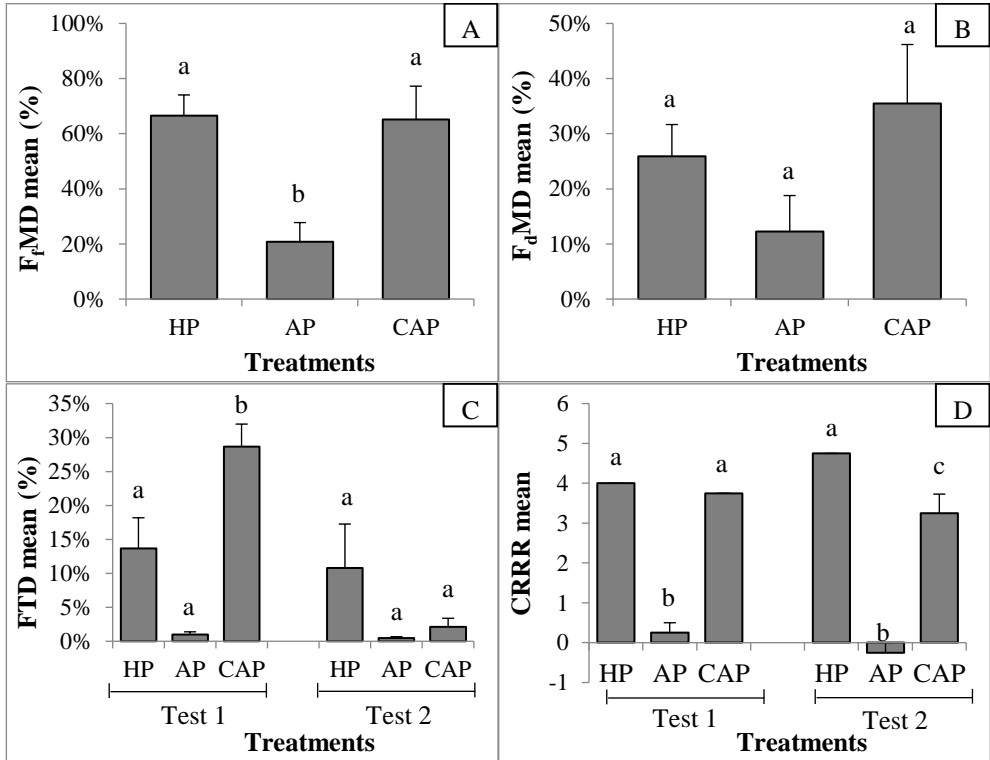 A
100%
80%
60%
40%
20%
0%
FfMD mean (%)
a
b
a
HP AP CAP
Treatments
B
50%
40%
30%
20%
10%
0%
FdMD mean (%)
a
a
a
HP AP CAP
Treatments
C
35%
30%
25%
20%
15%
10%
5%
0%
FTD mean (%)
a a b a a a
HP AP CAP HP AP CAP
Test 1 Test 2
Treatments
D
6
5
4
3
2
1
0
-1
CRRR mean
a b a a b c
HP AP CAP HP AP CAP
Test 1 Test 2
Treatments